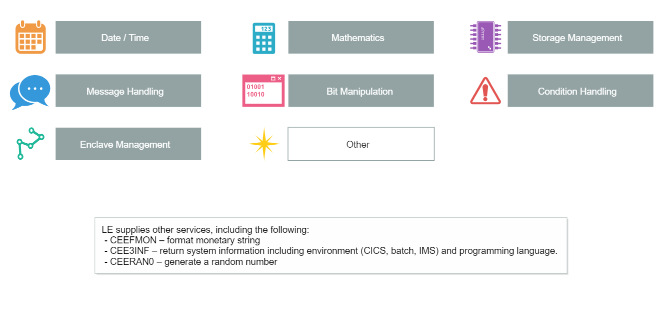 Date / Time
123
Mathematics
Storage Management
Message Handling
01001
10010
Bit Manipulation
Condition Handling
Enclave Management
Other
LE supplies other services, including the following:
- CEEFMON – format monetary string
- CEE3INF – return system information including environment (CICS, batch, IMS) and programming language.
- CEERAN0 – generate a random number